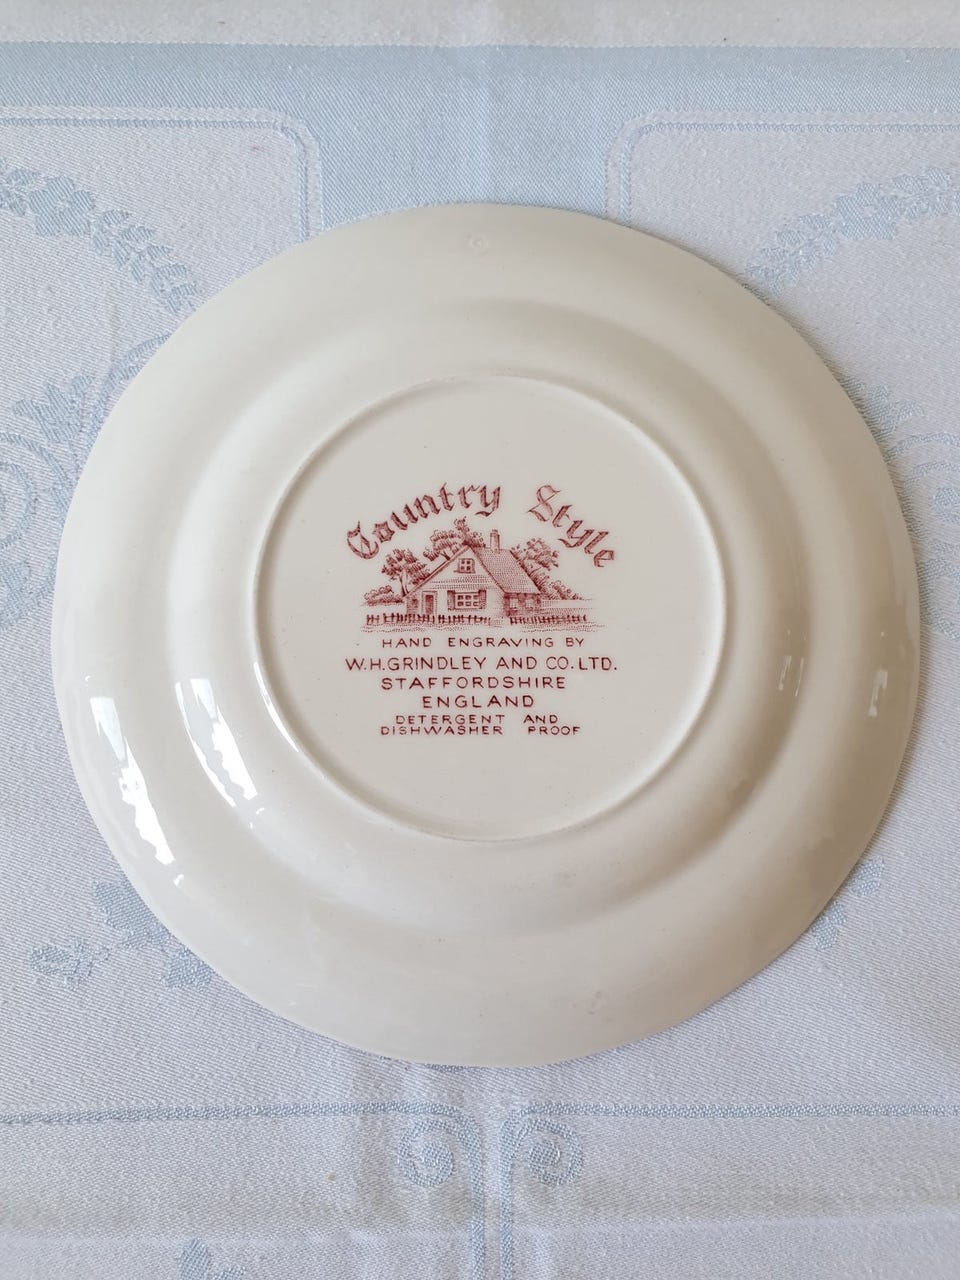 Country Style
HAND ENGRAVING BY
W.H.GRINDLEY AND CO.LTD.
STAFFORDSHIRE
ENGLAND
DETERGENT AND
DISHWASHER PROOF